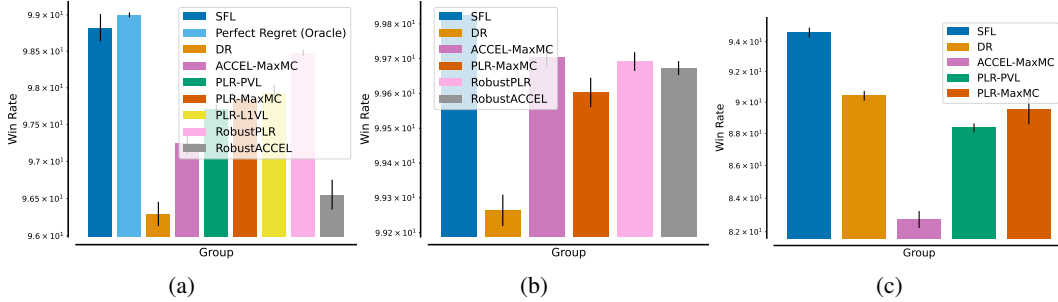 9.9 × 10¹
9.85 × 10¹
9.8 × 10¹
9.75 × 10¹
9.7 × 10¹
9.65 × 10¹
9.6 × 10¹
Win Rate
SFL
Perfect Regret (Oracle)
DR
ACCEL-MaxMC
PLR-PVL
PLR-MaxMC
PLR-L1VL
RobustPLR
RobustACCEL
Group
(a)
9.98 × 10¹
9.97 × 10¹
9.96 × 10¹
9.95 × 10¹
9.94 × 10¹
9.93 × 10¹
9.92 × 10¹
Win Rate
SFL
DR
ACCEL-MaxMC
PLR-MaxMC
RobustPLR
RobustACCEL
Group
(b)
9.4 × 10¹
9.2 × 10¹
9 × 10¹
8.8 × 10¹
8.6 × 10¹
8.4 × 10¹
8.2 × 10¹
Win Rate
SFL
DR
ACCEL-MaxMC
PLR-PVL
PLR-MaxMC
Group
(c)